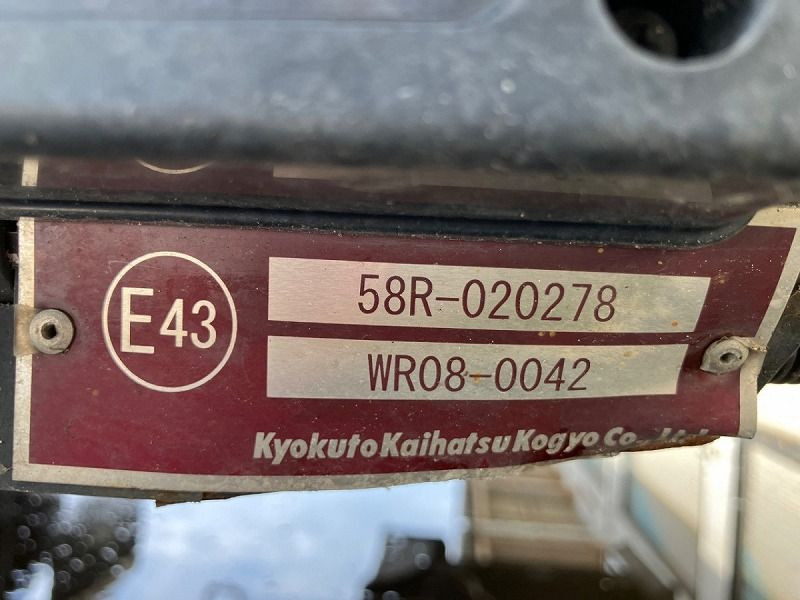 E43
58R-020278
WR08-0042
Kyokuto Kaihatsu Kogyo Co., Ltd.